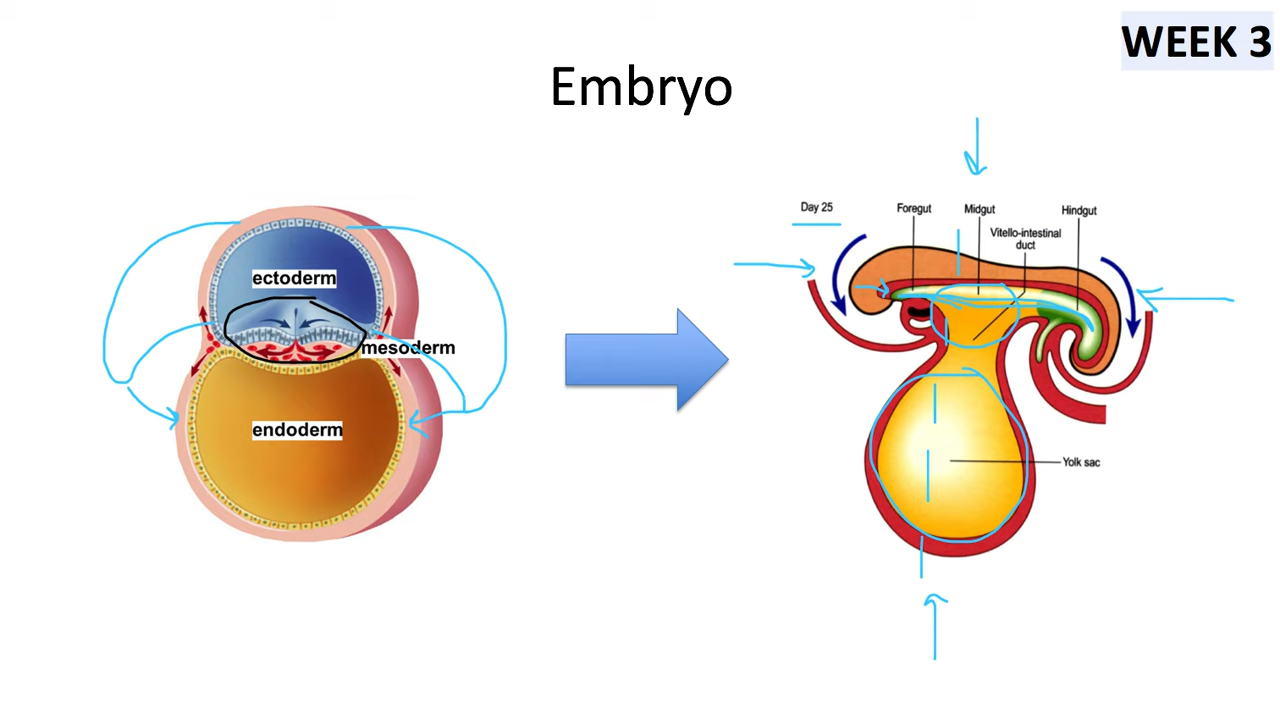 WEEK 3
Embryo
ectoderm
mesoderm
endoderm
Day 25
Foregut
Midgut
Hindgut
Vitello-intestinal
duct
Yolk sac